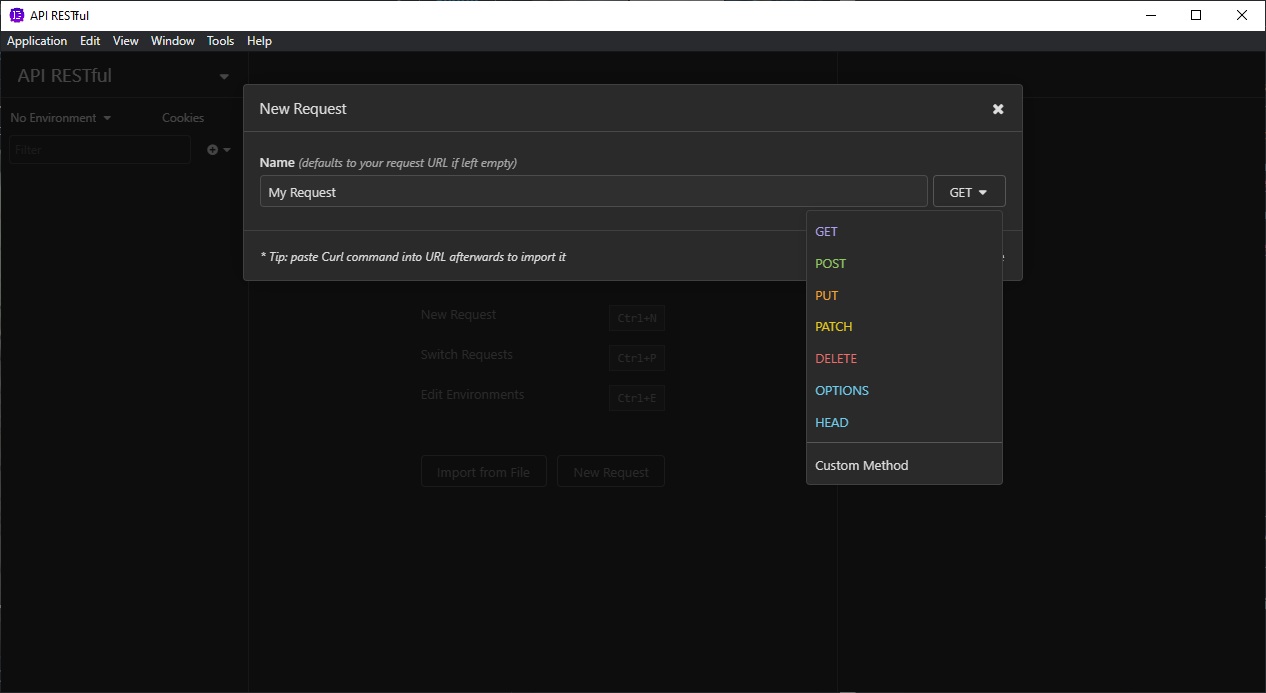 API RESTful
Application Edit View Window Tools Help
API RESTful
No Environment Cookies
Filter
New Request
Name (defaults to your request URL if left empty)
My Request GET
* Tip: paste Curl command into URL afterwards to import it
GET
POST
PUT
PATCH
DELETE
OPTIONS
HEAD
Custom Method
New Request Ctrl+N
Switch Requests Ctrl+P
Edit Environments Ctrl+E
Import from File New Request